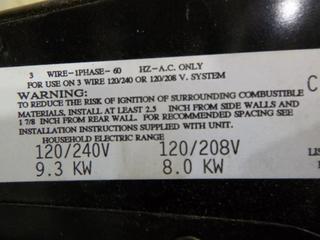 3 WIRE-1PHASE-60 HZ-A.C. ONLY
FOR USE ON 3 WIRE 120/240 OR 120/208 V. SYSTEM
WARNING:
TO REDUCE THE RISK OF IGNITION OF SURROUNDING COMBUSTIBLE
MATERIALS, INSTALL AT LEAST 2.5 INCH FROM SIDE WALLS AND
1 7/8 INCH FROM REAR WALL. FOR RECOMMENDED SPACING SEE
INSTALLATION INSTRUCTIONS SUPPLIED WITH UNIT.
HOUSEHOLD ELECTRIC RANGE
120/240V 120/208V
9.3 KW 8.0 KW
C
LIS